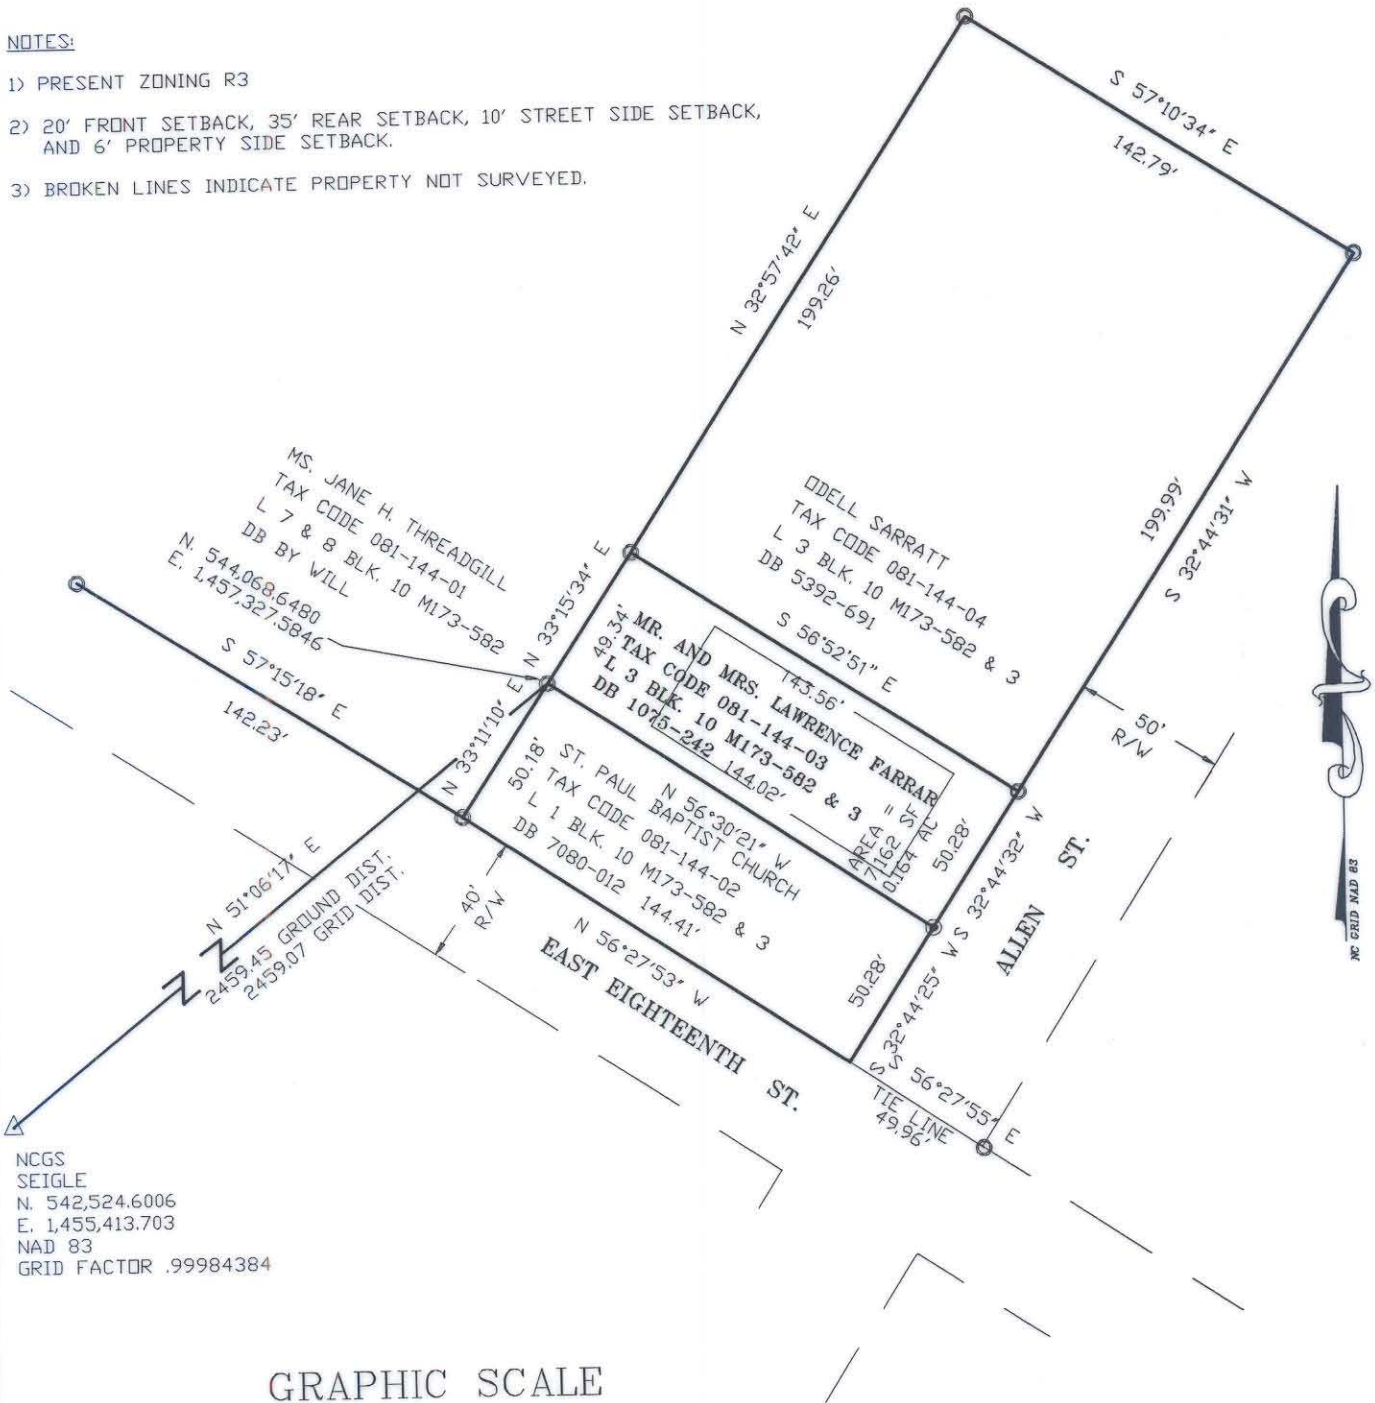 NOTES:
1) PRESENT ZONING R3
2) 20' FRONT SETBACK, 35' REAR SETBACK, 10' STREET SIDE SETBACK,
AND 6' PROPERTY SIDE SETBACK.
3) BROKEN LINES INDICATE PROPERTY NOT SURVEYED.
S 57°10'34" E
142.79'
N 32°57'42" E
199.26'
199.99'
S 32°44'31" W
MS. JANE H. THREADGILL
TAX CODE 081-144-01
L 7 & 8 BLK. 10 M173-582
DB BY WILL
N. 544,068.6480
E. 1,457,327.5846
ODELL SARRATT
TAX CODE 081-144-04
L 3 BLK. 10 M173-582 & 3
DB 5392-691
N 33°15'34" E
49.34'
S 56°52'51" E
143.56'
MR. AND MRS. LAWRENCE FARRAR
TAX CODE 081-144-03
L 3 BLK. 10 M173-582 & 3
DB 1075-242
144.02'
N 56°30'21" W
AREA "
7,162 SF
0.164 AC
50.28'
S 32°44'32" W
50'
R/W
ALLEN ST.
S 57°15'18" E
142.23'
N 33°11'10" E
50.18'
ST. PAUL BAPTIST CHURCH
TAX CODE 081-144-02
L 1 BLK. 10 M173-582 & 3
DB 7080-012
144.41'
N 56°27'53" W
50.28'
S 32°44'25" W
40'
R/W
EAST EIGHTEENTH ST.
S 56°27'55" E
TIE LINE
49.96'
N 51°06'17" E
2459.45 GROUND DIST.
2459.07 GRID DIST.
NC GRID NAD 83
NCGS
SEIGLE
N. 542,524.6006
E. 1,455,413.703
NAD 83
GRID FACTOR .99984384
GRAPHIC SCALE